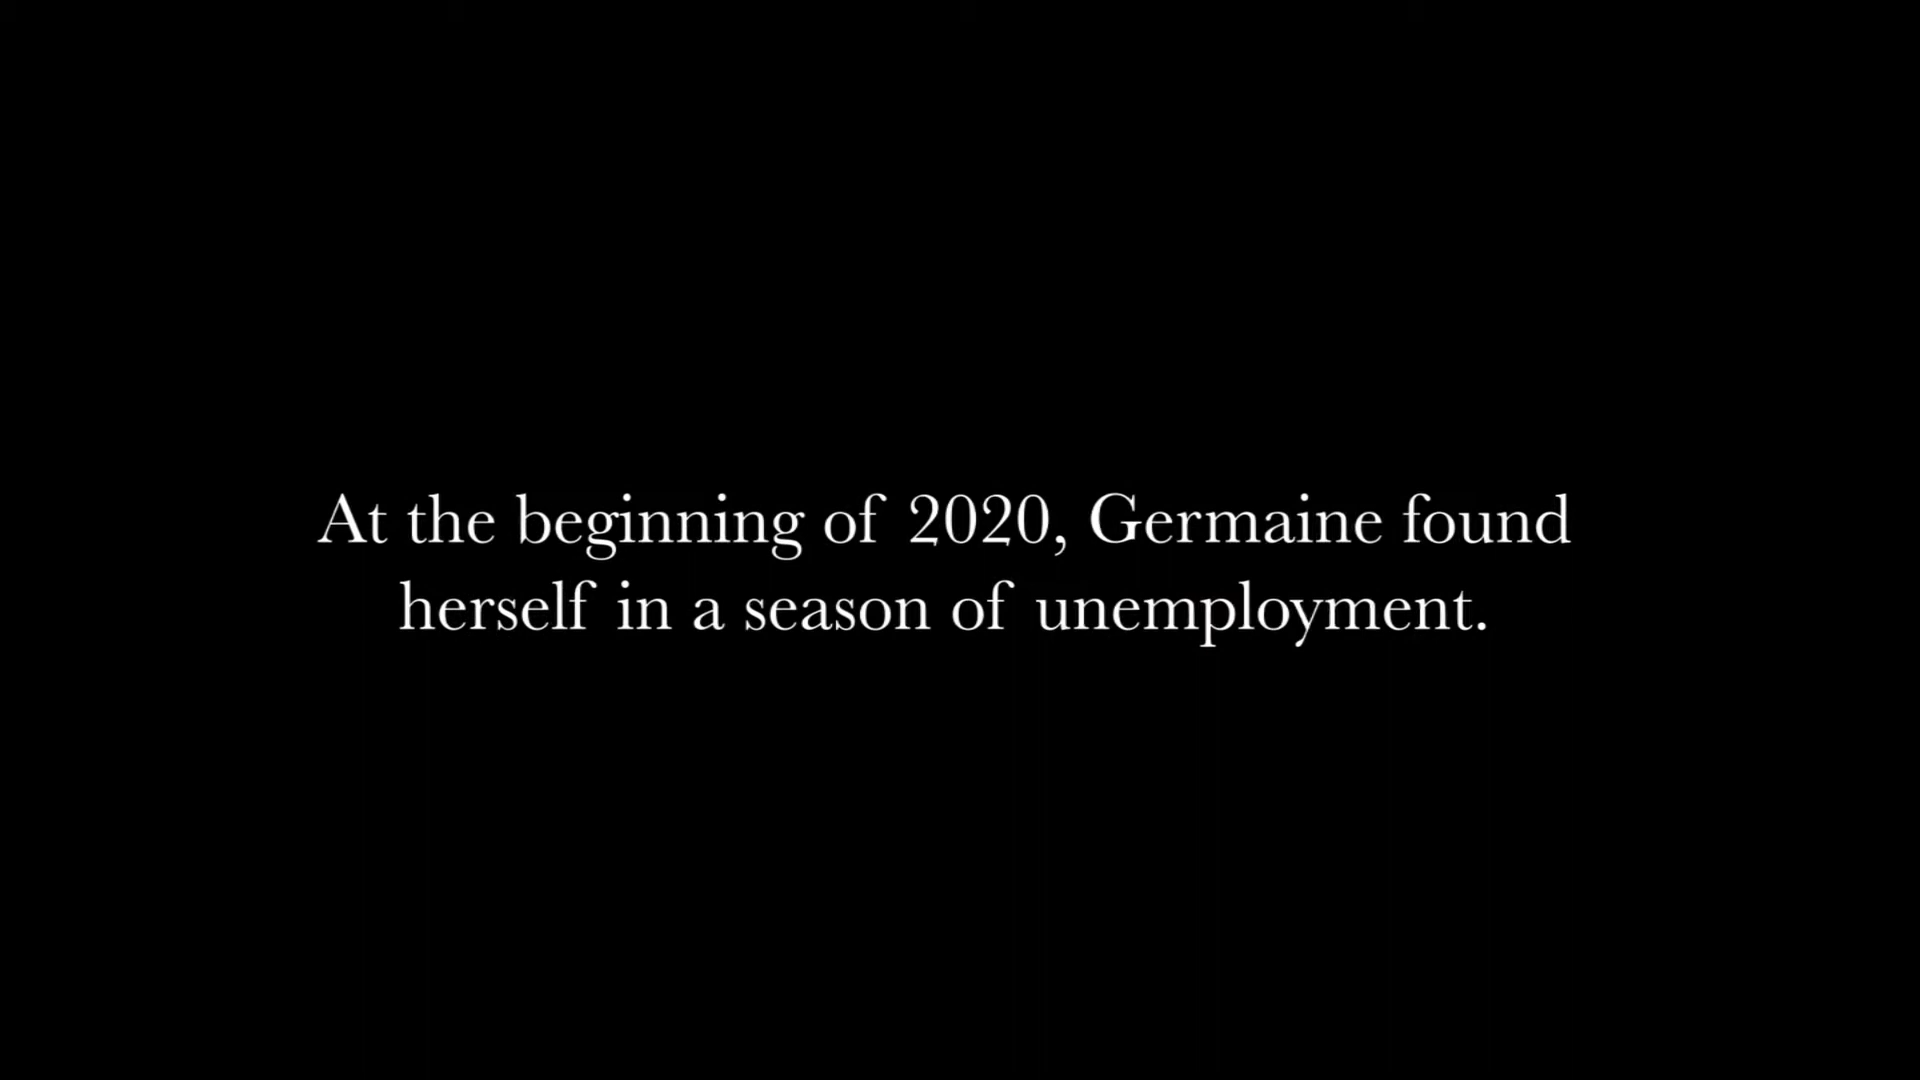 At the beginning of 2020, Germaine found
herself in a season of unemployment.